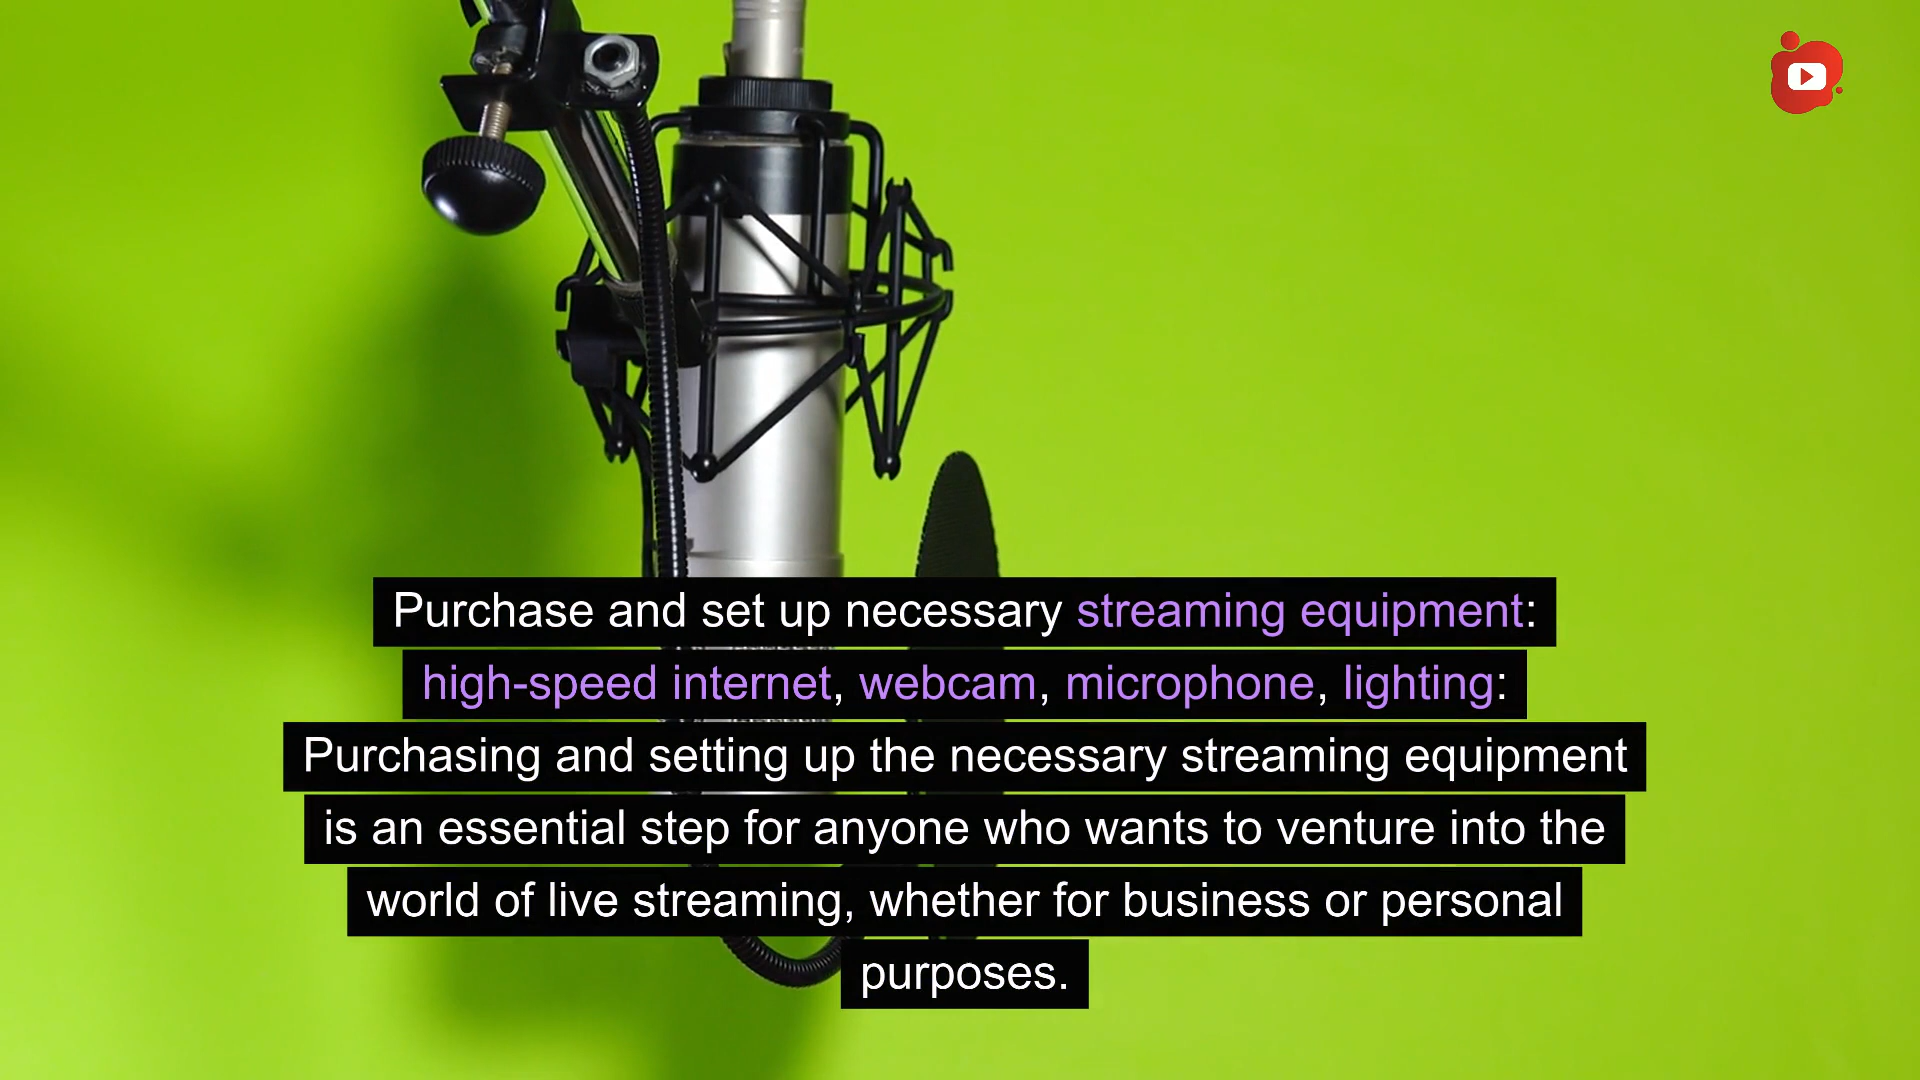 Purchase and set up necessary streaming equipment:
high-speed internet, webcam, microphone, lighting:
Purchasing and setting up the necessary streaming equipment
is an essential step for anyone who wants to venture into the
world of live streaming, whether for business or personal
purposes.